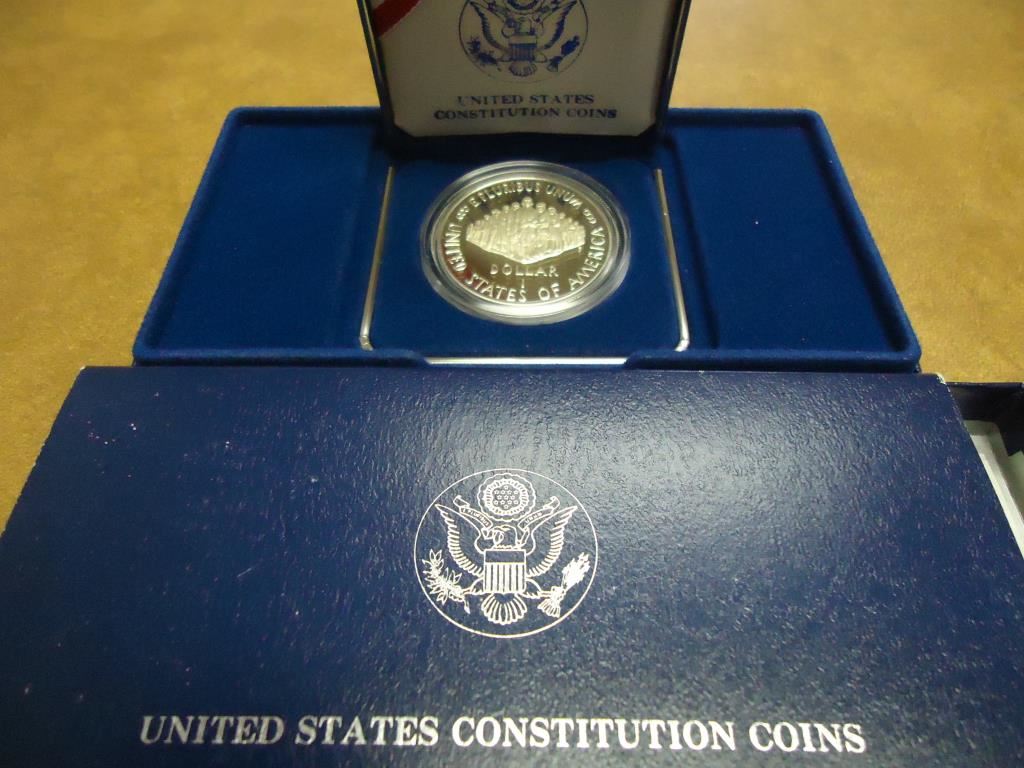 UNITED STATES
CONSTITUTION COINS
E PLURIBUS UNUM
DOLLAR
UNITED STATES OF AMERICA
UNITED STATES CONSTITUTION COINS